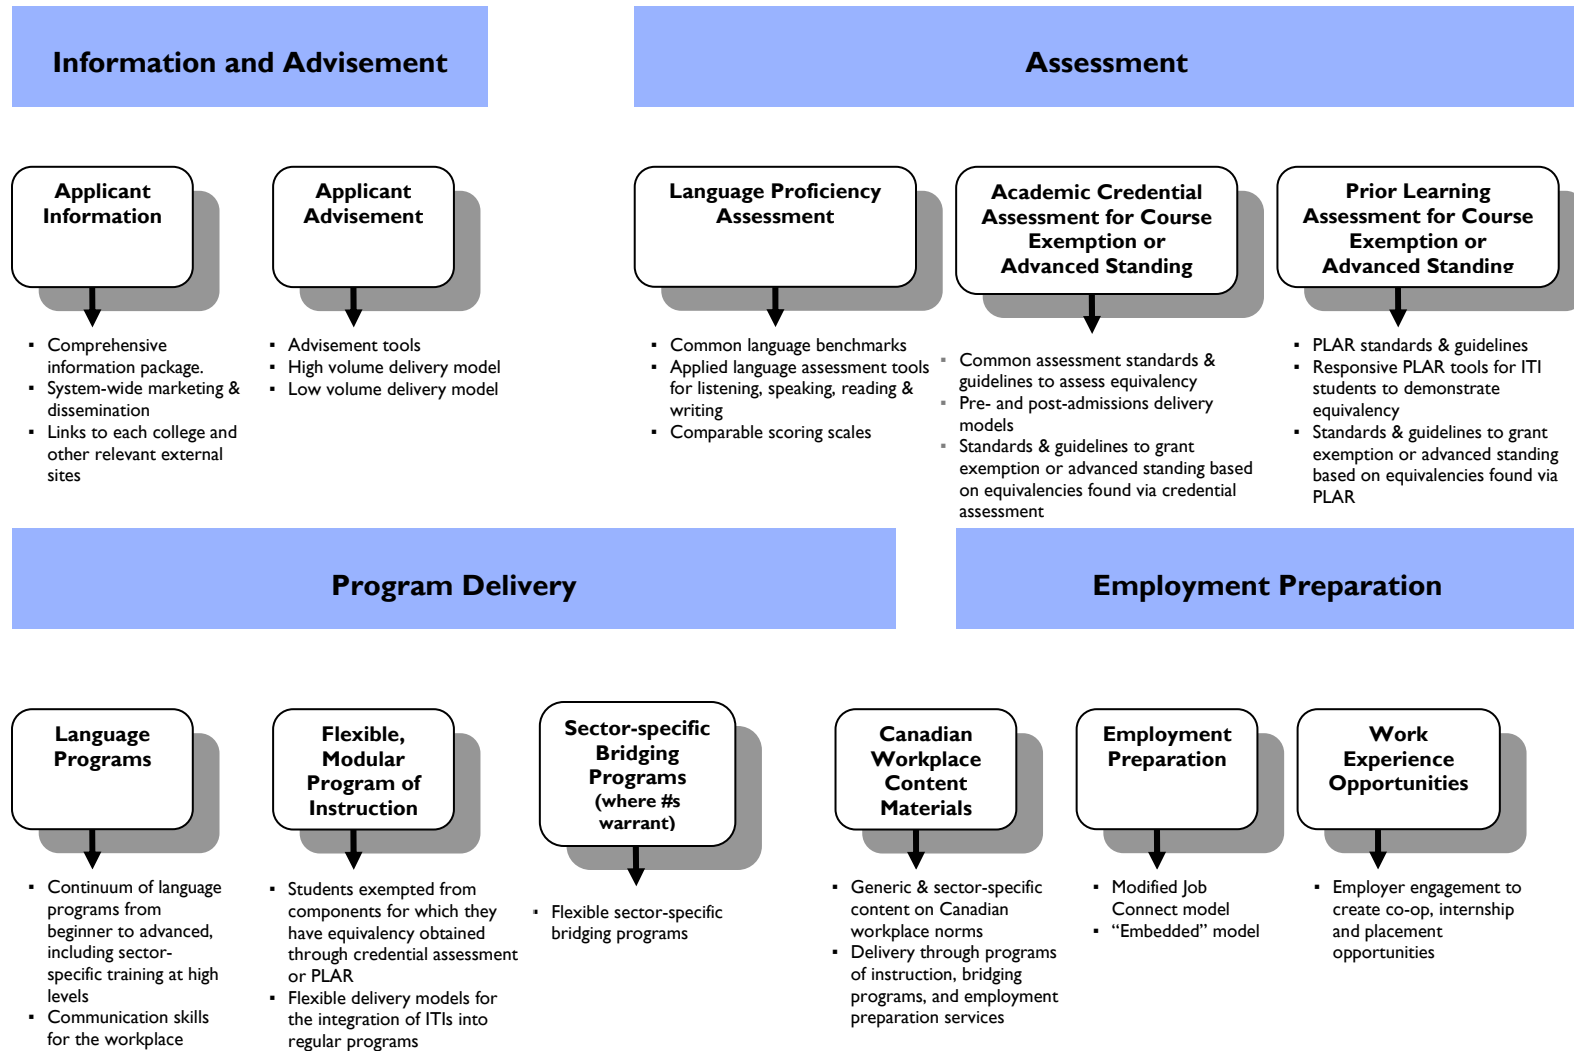 Information and Advisement
Assessment
Applicant
Information
Applicant
Advisement
Language Proficiency
Assessment
Academic Credential
Assessment for Course
Exemption or
Advanced Standing
Prior Learning
Assessment for Course
Exemption or
Advanced Standing
▪ Comprehensive
information package.
▪ System-wide marketing &
dissemination
▪ Links to each college and
other relevant external
sites
▪ Advisement tools
▪ High volume delivery model
▪ Low volume delivery model
▪ Common language benchmarks
▪ Applied language assessment tools
for listening, speaking, reading &
writing
▪ Comparable scoring scales
▪ Common assessment standards &
guidelines to assess equivalency
▪ Pre- and post-admissions delivery
models
▪ Standards & guidelines to grant
exemption or advanced standing based
on equivalencies found via credential
assessment
▪ PLAR standards & guidelines
▪ Responsive PLAR tools for ITI
students to demonstrate
equivalency
▪ Standards & guidelines to grant
exemption or advanced standing
based on equivalencies found via
PLAR
Program Delivery
Employment Preparation
Language
Programs
Flexible,
Modular
Program of
Instruction
Sector-specific
Bridging
Programs
(where #s
warrant)
Canadian
Workplace
Content
Materials
Employment
Preparation
Work
Experience
Opportunities
▪ Continuum of language
programs from
beginner to advanced,
including sector-
specific training at high
levels
▪ Communication skills
for the workplace
▪ Students exempted from
components for which they
have equivalency obtained
through credential assessment
or PLAR
▪ Flexible delivery models for
the integration of ITIs into
regular programs
▪ Flexible sector-specific
bridging programs
▪ Generic & sector-specific
content on Canadian
workplace norms
▪ Delivery through programs
of instruction, bridging
programs, and employment
preparation services
▪ Modified Job
Connect model
▪ “Embedded” model
▪ Employer engagement to
create co-op, internship
and placement
opportunities